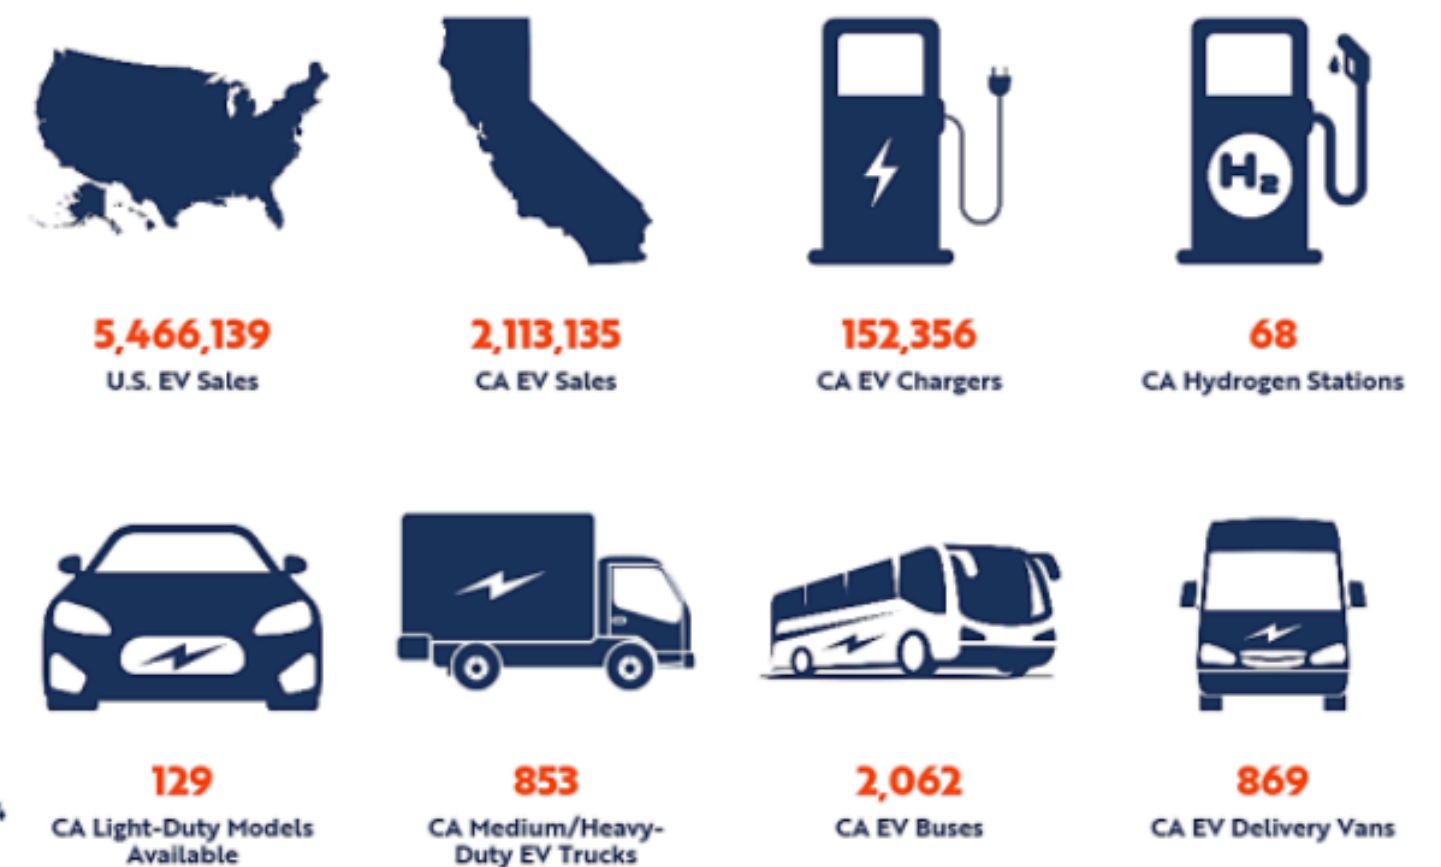 H₂
5,466,139
U.S. EV Sales
2,113,135
CA EV Sales
152,356
CA EV Chargers
68
CA Hydrogen Stations
129
CA Light-Duty Models
Available
853
CA Medium/Heavy-
Duty EV Trucks
2,062
CA EV Buses
869
CA EV Delivery Vans